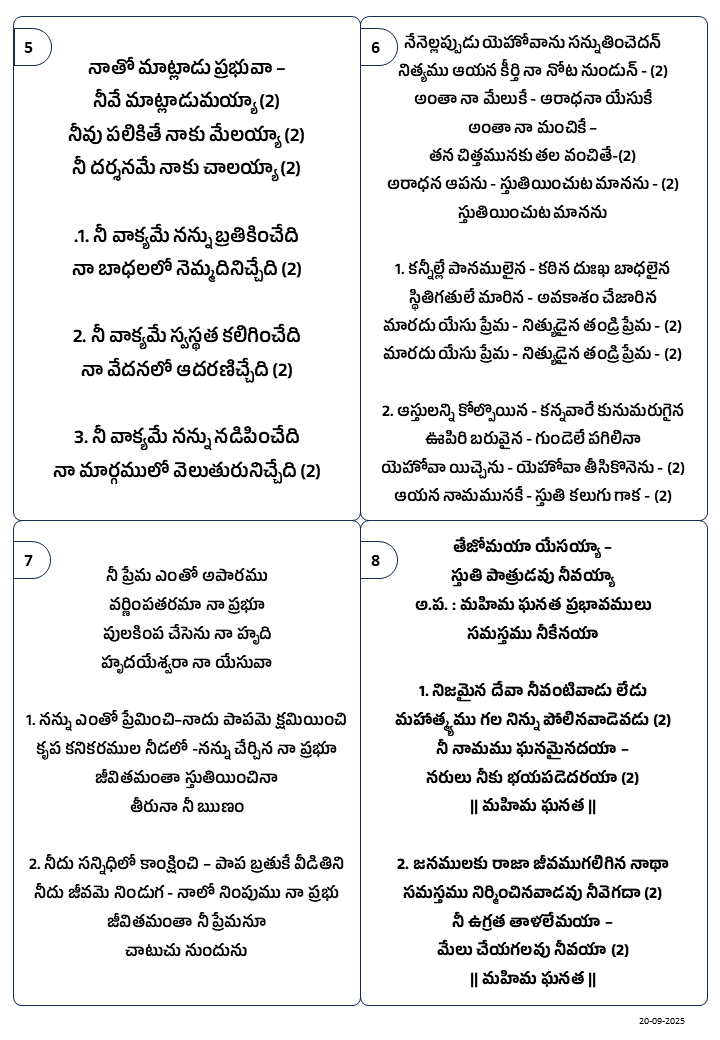 5
నాతో మాట్లాడు ప్రభువా –
నీవే మాట్లాడుమయ్యా (2)
నీవు పలికితే నాకు మేలయ్యా (2)
నీ దర్శనమే నాకు చాలయ్యా (2)
.1. నీ వాక్యమే నన్ను బ్రతికించేది
నా బాధలలో నెమ్మదినిచ్చేది (2)
2. నీ వాక్యమే స్వస్థత కలిగించేది
నా వేదనలో ఆదరణిచ్చేది (2)
3. నీ వాక్యమే నన్ను నడిపించేది
నా మార్గములో వెలుతురునిచ్చేది (2)
6
నేనెల్లప్పుడు యెహోవాను సన్నుతించెదన్
నిత్యము ఆయన కీర్తి నా నోట నుండున్ - (2)
అంతా నా మేలుకే - ఆరాధనా యేసుకే
అంతా నా మంచికే –
తన చిత్తమునకు తల వంచితే-(2)
అరాధన ఆపను - స్తుతియించుట మానను - (2)
స్తుతియించుట మానను
1. కన్నీల్లే పానములైన - కఠిన దుఃఖ బాధలైన
స్థితిగతులే మారిన - అవకాశం చేజారిన
మారదు యేసు ప్రేమ - నిత్యుడైన తండ్రి ప్రేమ - (2)
మారదు యేసు ప్రేమ - నిత్యుడైన తండ్రి ప్రేమ - (2)
2. ఆస్తులన్ని కోల్పొయిన - కన్నవారే కునుమరుగైన
ఊపిరి బరువైన - గుండెలే పగిలినా
యెహోవా యిచ్చెను - యెహోవా తీసికొనెను - (2)
ఆయన నామమునకే - స్తుతి కలుగు గాక - (2)
7
నీ ప్రేమ ఎంతో అపారము
వర్ణింపతరమా నా ప్రభూ
పులకింప చేసెను నా హృది
హృదయేశ్వరా నా యేసువా
1. నన్ను ఎంతో ప్రేమించి–నాదు పాపమె క్షమియించి
కృప కనికరముల నీడలో -నన్ను చేర్చిన నా ప్రభూ
జీవితమంతా స్తుతియించినా
తీరునా నీ ఋణం
2. నీదు సన్నిధిలో కాంక్షించి – పాప బ్రతుకే వీడితిని
నీదు జీవమె నిండుగ - నాలో నింపుము నా ప్రభు
జీవితమంతా నీ ప్రేమనూ
చాటుచు నుందును
8
తేజోమయా యేసయ్యా –
స్తుతి పాత్రుడవు నీవయ్యా
అ.ప. : మహిమ ఘనత ప్రభావములు
సమస్తము నీకేనయా
1. నిజమైన దేవా నీవంటివాడు లేడు
మహాత్మ్యము గల నిన్ను పోలినవాడెవడు (2)
నీ నామము ఘనమైనదయా –
నరులు నీకు భయపడెదరయా (2)
|| మహిమ ఘనత ||
2. జనములకు రాజా జీవముగలిగిన నాథా
సమస్తము నిర్మించినవాడవు నీవెగదా (2)
నీ ఉగ్రత తాళలేమయా –
మేలు చేయగలవు నీవయా (2)
|| మహిమ ఘనత ||
20-09-2025